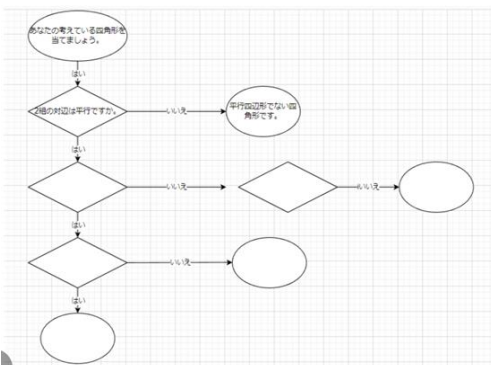 あなたの考えている四角形を
当てましょう。
はい
2組の対辺は平行ですか。
いいえ
平行四辺形でない四
角形です。
はい
いいえ
いいえ
はい
いいえ
はい